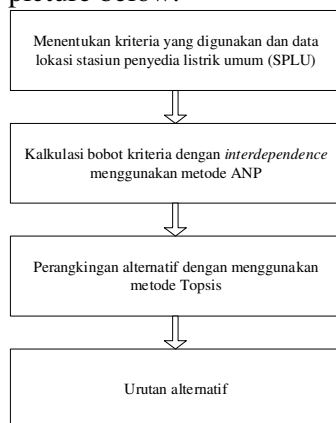 picture below.
Menentukan kriteria yang digunakan dan data
lokasi stasiun penyedia listrik umum (SPLU)
Kalkulasi bobot kriteria dengan interdependence
menggunakan metode ANP
Perangkingan alternatif dengan menggunakan
metode Topsis
Urutan alternatif